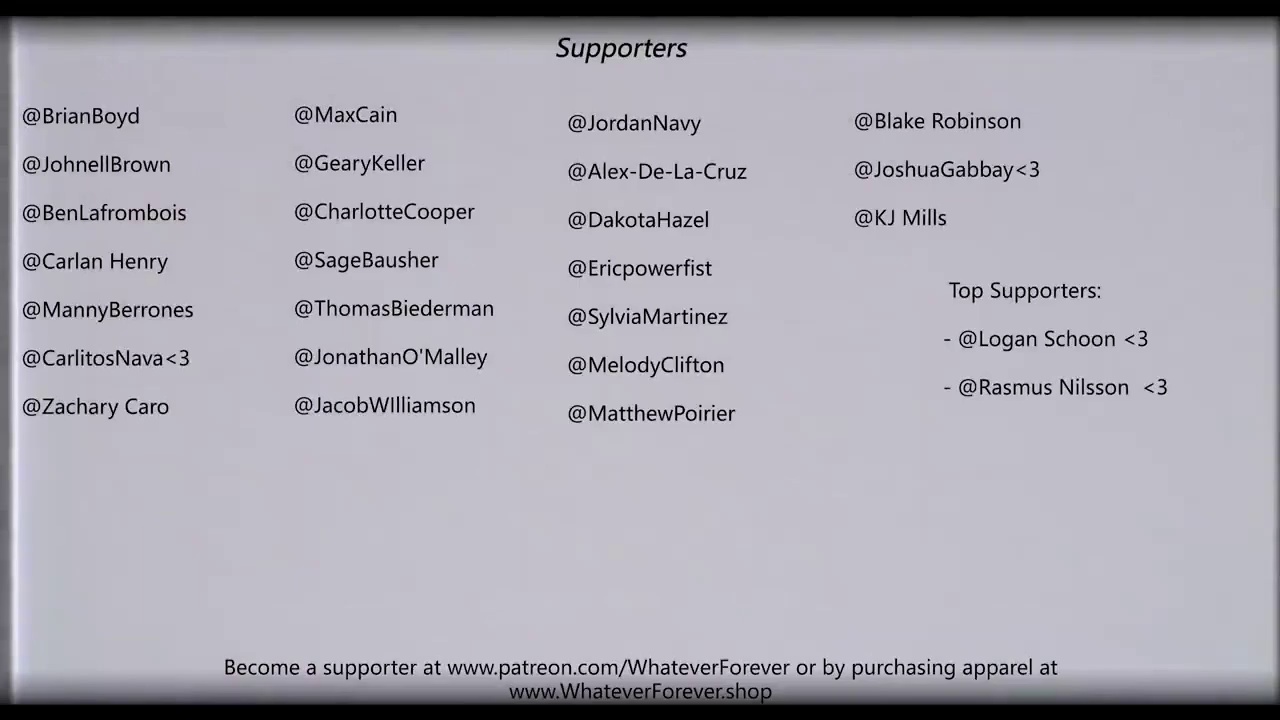 Supporters
@BrianBoyd
@JohnellBrown
@BenLafrombois
@Carlan Henry
@MannyBerrones
@CarlitosNava<3
@Zachary Caro
@MaxCain
@GearyKeller
@CharlotteCooper
@SageBausher
@ThomasBiederman
@JonathanO'Malley
@JacobWIlliamson
@JordanNavy
@Alex-De-La-Cruz
@DakotaHazel
@Ericpowerfist
@SylviaMartinez
@MelodyClifton
@MatthewPoirier
@Blake Robinson
@JoshuaGabbay<3
@KJ Mills
Top Supporters:
- @Logan Schoon <3
- @Rasmus Nilsson  <3
Become a supporter at www.patreon.com/WhateverForever or by purchasing apparel at
www.WhateverForever.shop